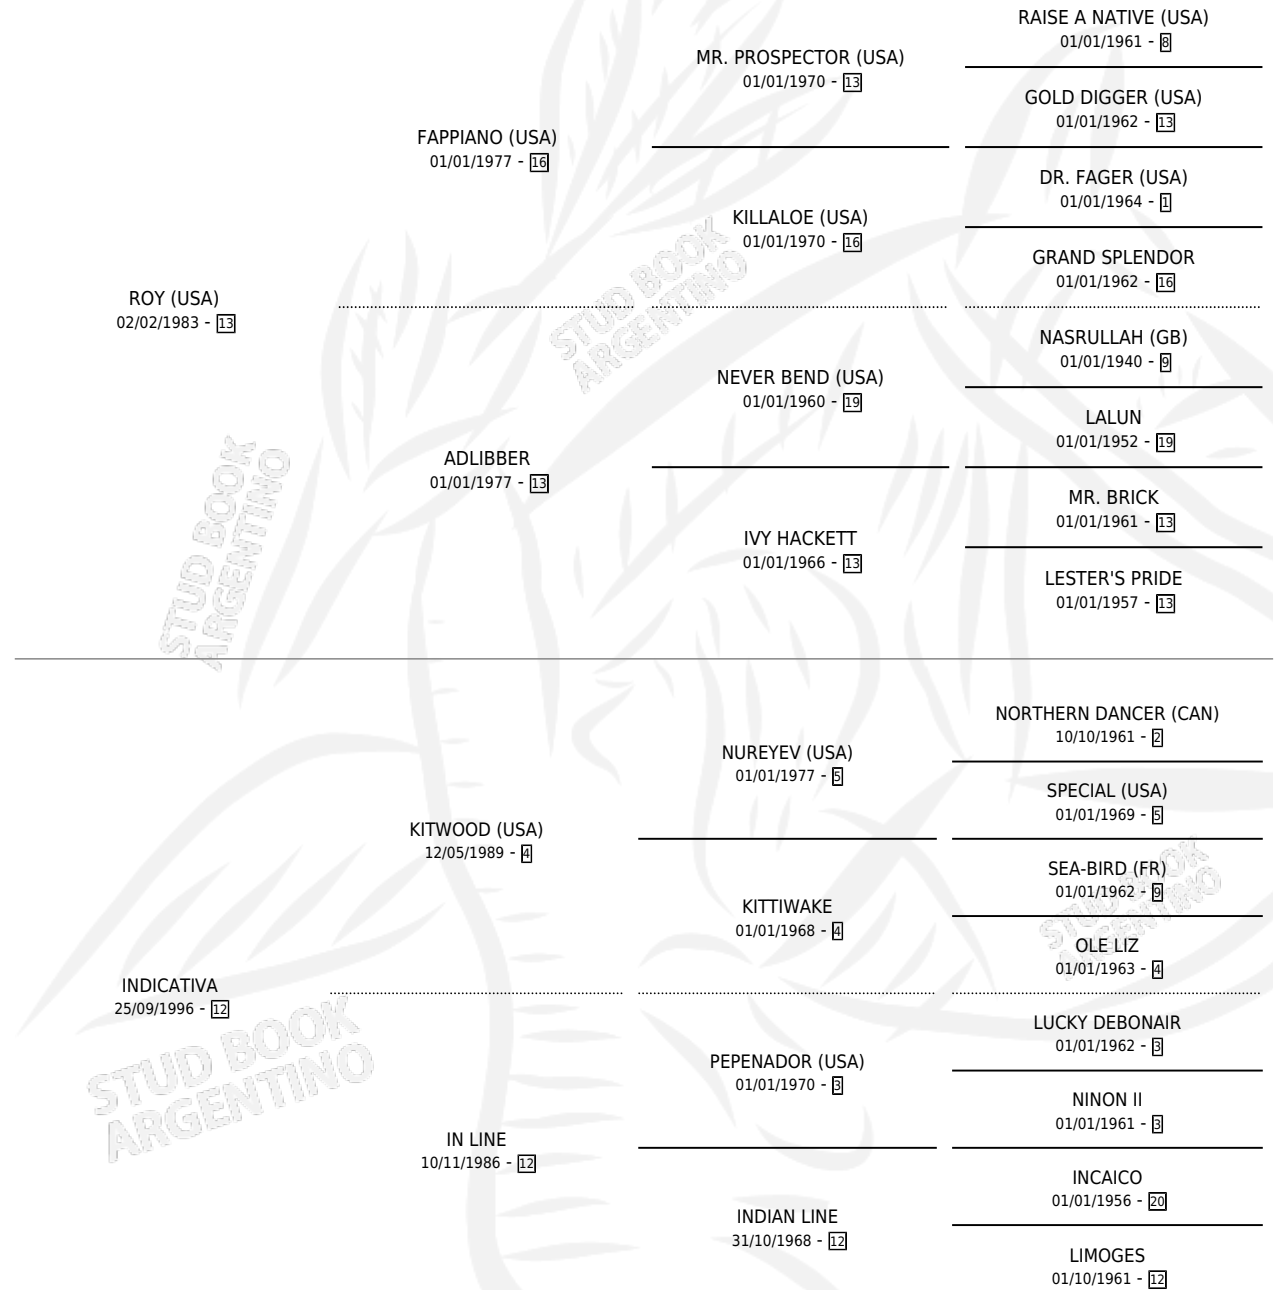 RAISE A NATIVE (USA)
01/01/1961 - 8
MR. PROSPECTOR (USA)
01/01/1970 - 13
GOLD DIGGER (USA)
01/01/1962 - 13
FAPPIANO (USA)
01/01/1977 - 16
DR. FAGER (USA)
01/01/1964 - 1
KILLALOE (USA)
01/01/1970 - 16
GRAND SPLENDOR
01/01/1962 - 16
ROY (USA)
02/02/1983 - 13
NASRULLAH (GB)
01/01/1940 - 9
NEVER BEND (USA)
01/01/1960 - 19
LALUN
01/01/1952 - 19
ADLIBBER
01/01/1977 - 13
MR. BRICK
01/01/1961 - 13
IVY HACKETT
01/01/1966 - 13
LESTER'S PRIDE
01/01/1957 - 13
NORTHERN DANCER (CAN)
10/10/1961 - 2
NUREYEV (USA)
01/01/1977 - 5
SPECIAL (USA)
01/01/1969 - 5
KITWOOD (USA)
12/05/1989 - 4
SEA-BIRD (FR)
01/01/1962 - 9
KITTIWAKE
01/01/1968 - 4
OLE LIZ
01/01/1963 - 4
INDICATIVA
25/09/1996 - 12
LUCKY DEBONAIR
01/01/1962 - 3
PEPENADOR (USA)
01/01/1970 - 3
NINON II
01/01/1961 - 3
IN LINE
10/11/1986 - 12
INCAICO
01/01/1956 - 20
INDIAN LINE
31/10/1968 - 12
LIMOGES
01/10/1961 - 12
STUD BOOK
ARGENTINO
STUD BOOK
ARGENTINO
STUD BOOK
ARGENTINO
STUD BOOK
ARGENTINO